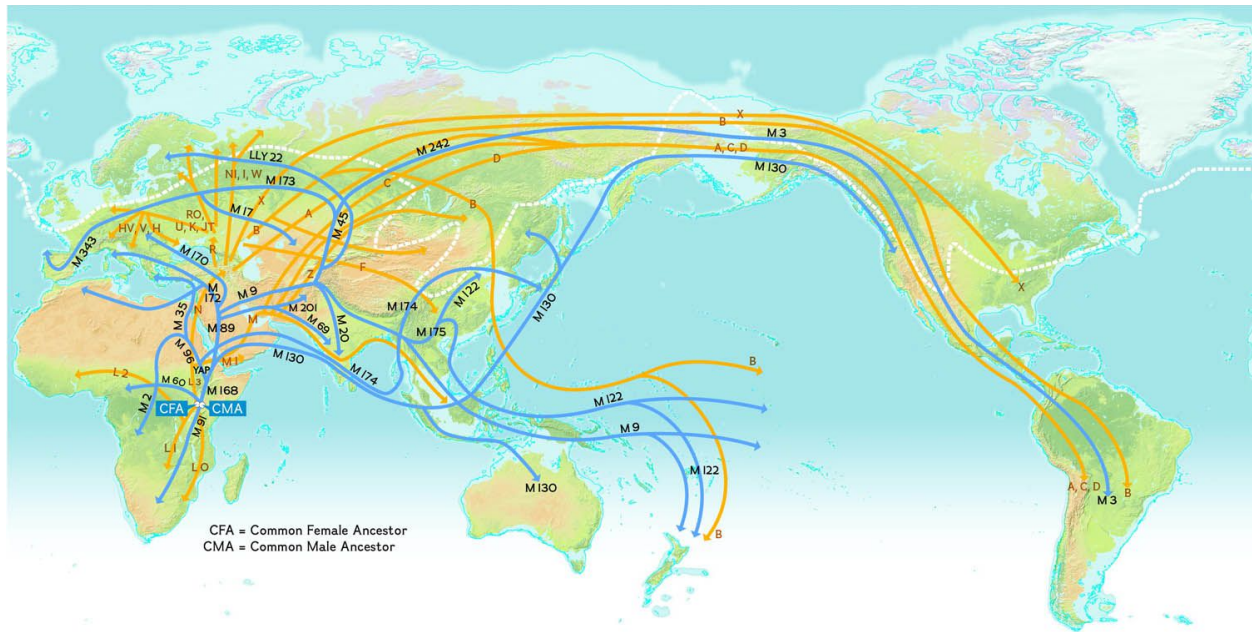 X
B
M 3
A, C, D
M 130
M 242
D
LLY 22
NI, I, W
C
M 173
X
A
M 17
B
M 45
B
RO,
U, K, JT
HV, V, H
R
M 343
M 170
F
Z
M
172
M 9
N
M 35
M 201
M
M 69
M 20
M 89
M 174
M 122
M 175
M 130
X
M 96
YAP
M 1
M 130
M 174
L 2
M 60
L 3
M 168
M 2
CFA
CMA
M 91
L 1
LO
B
M 122
M 9
M 122
M 130
B
A, C, D
M 3
B
CFA = Common Female Ancestor
CMA = Common Male Ancestor